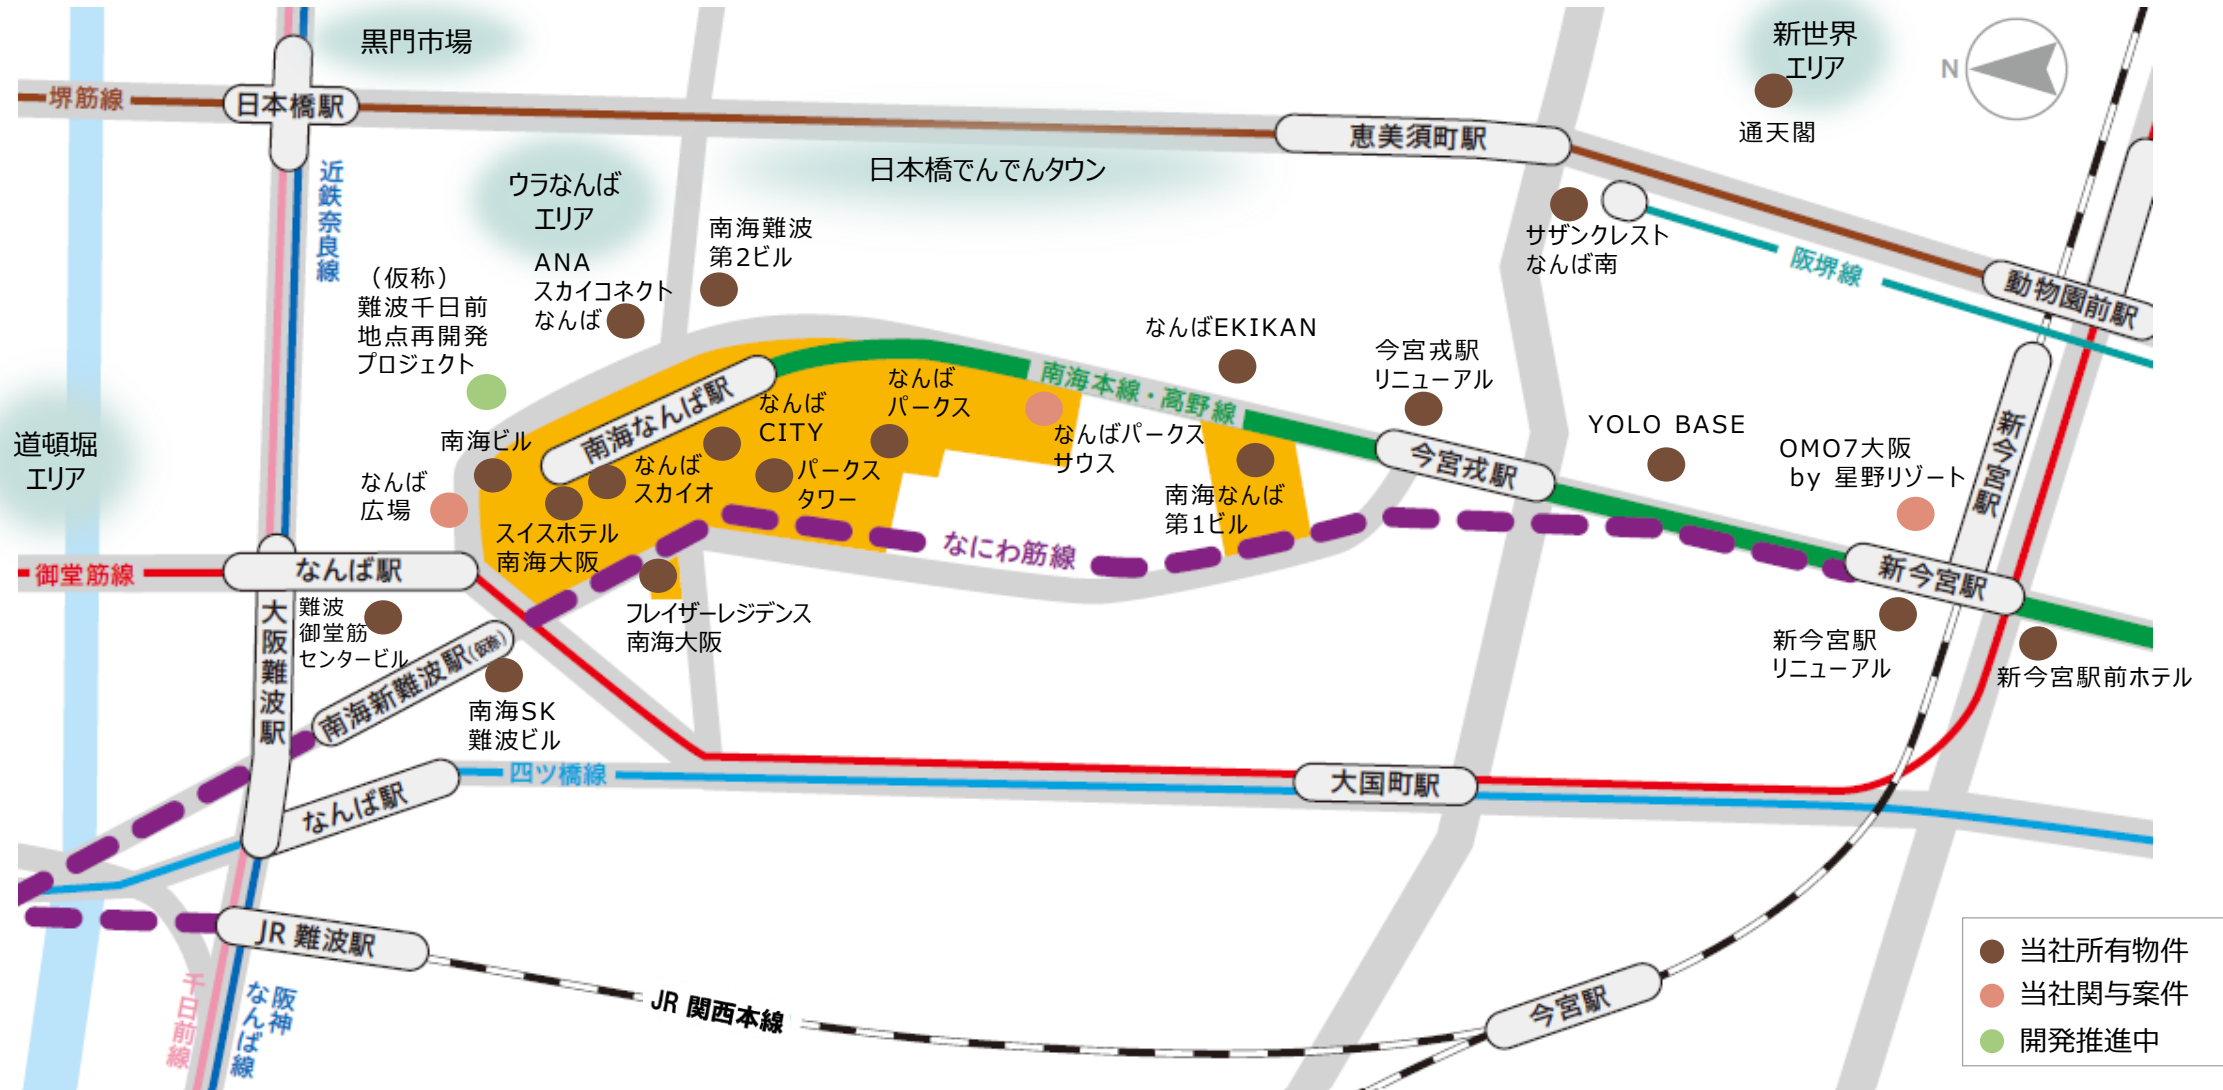 黒門市場
新世界
エリア
N
通天閣
堺筋線
日本橋駅
恵美須町駅
近鉄奈良線
ウラなんば
エリア
日本橋でんでんタウン
南海難波
第2ビル
サザンクレスト
なんば南
阪堺線
動物園前駅
（仮称）
難波千日前
地点再開発
プロジェクト
ANA
スカイコネクト
なんば
なんばEKIKAN
今宮戎駅
リニューアル
南海本線・高野線
道頓堀
エリア
南海ビル
南海なんば駅
なんば
CITY
なんば
パークス
なんばパークス
サウス
今宮戎駅
YOLO BASE
OMO7大阪
by 星野リゾート
新今宮駅
なんば
広場
なんば
スカイオ
パークス
タワー
南海なんば
第1ビル
スイスホテル
南海大阪
なにわ筋線
御堂筋線
なんば駅
新今宮駅
難波
御堂筋
センタービル
大阪難波駅
フレイザーレジデンス
南海大阪
新今宮駅
リニューアル
新今宮駅前ホテル
南海新難波駅(仮称)
南海SK
難波ビル
四ツ橋線
なんば駅
大国町駅
JR 難波駅
千日前線
阪神
なんば線
JR 関西本線
今宮駅
当社所有物件
当社関与案件
開発推進中